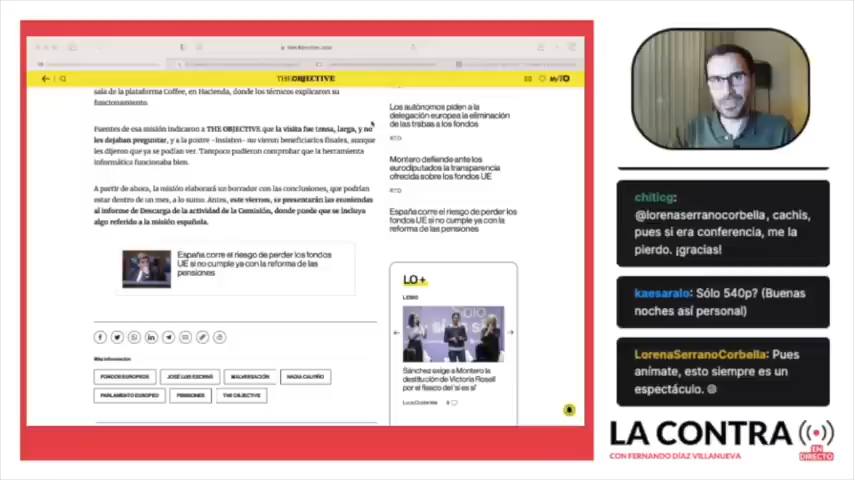 THE OBJECTIVE
MyTO
sala de la plataforma Coffee, en Hacienda, donde los técnicos explicaron su
funcionamiento.
Fuentes de esa misión indicaron a THE OBJECTIVE que la visita fue tensa, larga, y no
les dejaban preguntar, y a la postre -insisten- no vieron beneficiarios finales, aunque
les dijeron que ya se podían ver. Tampoco pudieron comprobar que la herramienta
informática funcionaba bien.
A partir de ahora, la misión elaborará un borrador con las conclusiones, que podrían
estar dentro de un mes, a lo sumo. Antes, este viernes, se presentarán las enmiendas
al informe de Descarga de la actividad de la Comisión, donde puede que se incluya
algo referido a la misión española.
España corre el riesgo de perder los fondos
UE si no cumple ya con la reforma de las
pensiones
Más información
FONDOS EUROPEOS
JOSÉ LUIS ESCRIVÁ
MALVERSACIÓN
NADIA CALVIÑO
PARLAMENTO EUROPEO
PENSIONES
THE OBJECTIVE
Los autónomos piden a la
delegación europea la eliminación
de las trabas a los fondos
Montero defiende ante los
eurodiputados la transparencia
ofrecida sobre los fondos UE
España corre el riesgo de perder los fondos
UE si no cumple ya con la
reforma de las pensiones
LO +
LEÍDO
Sánchez exige a Montero la
destitución de Victoria Rosell
por el fiasco del 'sí es sí'
chiticg:
@lorenaserranocorbella, cachis,
pues si era conferencia, me la
pierdo. ¡gracias!
kaesaralo: Sólo 540p? (Buenas
noches así personal)
LorenaSerranoCorbella: Pues
anímate, esto siempre es un
espectáculo.
LA CONTRA
EN
DIRECTO
CON FERNANDO DÍAZ VILLANUEVA